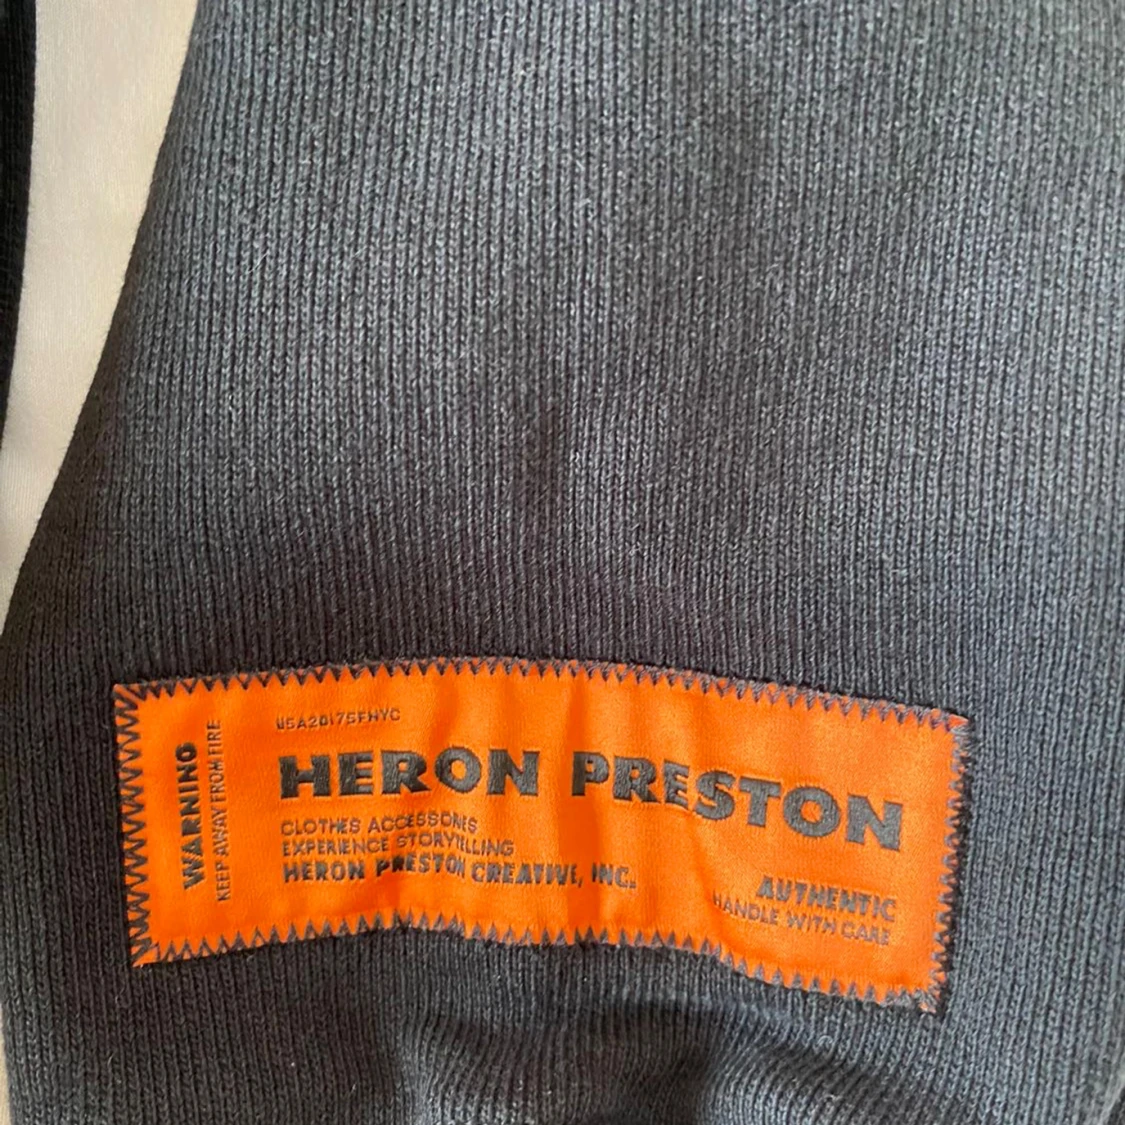 WARNING
KEEP AWAY FROM FIRE
USA2017SFNYC
HERON PRESTON
CLOTHES ACCESSORIES
EXPERIENCE STORYTELLING
HERON PRESTON CREATIVE, INC.
AUTHENTIC
HANDLE WITH CARE